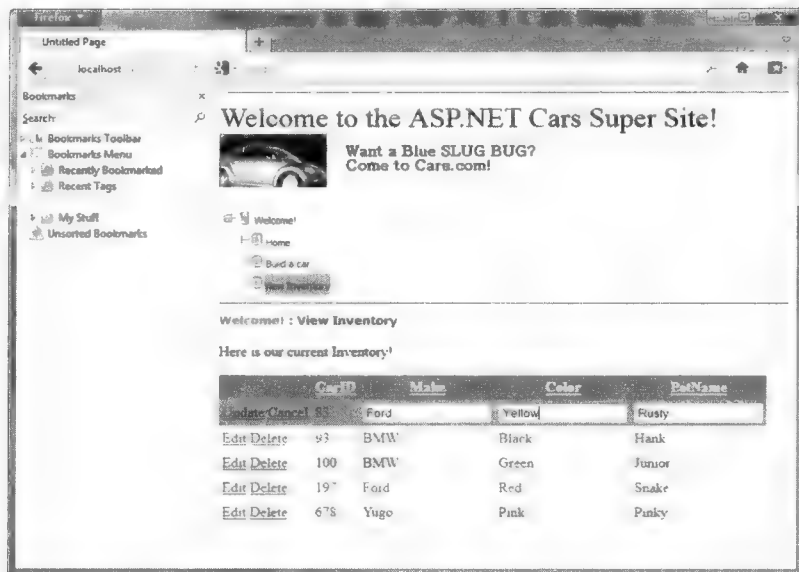 Firefox
Untitled Page
+
localhost
Bookmarks
Search:
Bookmarks Toolbar
Bookmarks Menu
Recently Bookmarked
Recent Tags
My Stuff
Unsorted Bookmarks
Welcome to the ASP.NET Cars Super Site!
Want a Blue SLUG BUG?
Come to Cars.com!
Welcome!
Home
Build a car
View Inventory
Welcome! : View Inventory
Here is our current Inventory!
CarID Make Color PetName
Update Cancel 83 Ford Yellow Rusty
Edit Delete 93 BMW Black Hank
Edit Delete 100 BMW Green Junior
Edit Delete 197 Ford Red Snake
Edit Delete 678 Yugo Pink Pinky